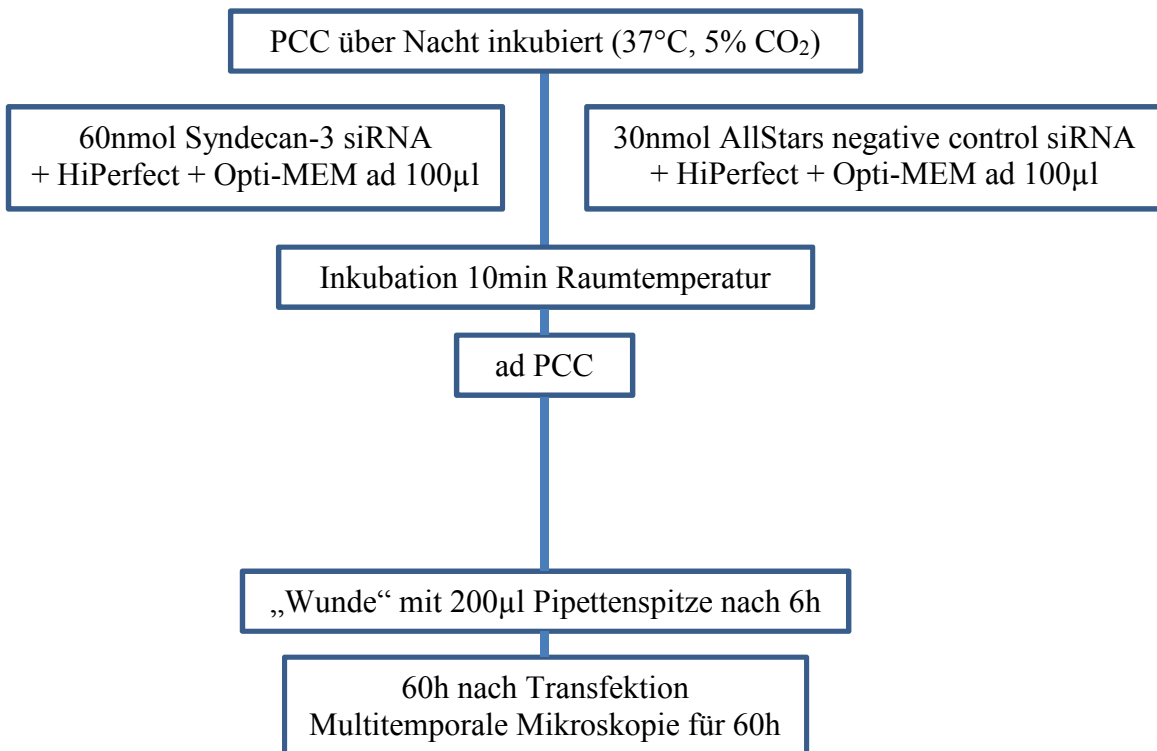 PCC über Nacht inkubiert (37°C, 5% CO₂)
60nmol Syndecan-3 siRNA
+ HiPerfect + Opti-MEM ad 100µl
30nmol AllStars negative control siRNA
+ HiPerfect + Opti-MEM ad 100µl
Inkubation 10min Raumtemperatur
ad PCC
„Wunde“ mit 200µl Pipettenspitze nach 6h
60h nach Transfektion
Multitemporale Mikroskopie für 60h